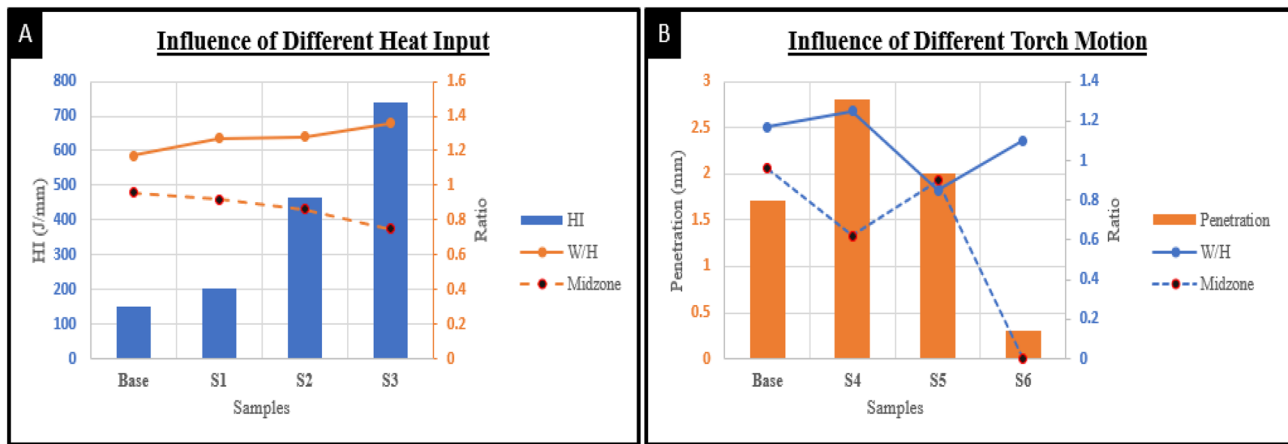 A
Influence of Different Heat Input
800
700
600
500
400
300
200
100
0
HI (J/mm)
1.6
1.4
1.2
1
0.8
0.6
0.4
0.2
0
Ratio
Base S1 S2 S3
Samples
HI
W/H
Midzone
B
Influence of Different Torch Motion
3
2.5
2
1.5
1
0.5
0
Penetration (mm)
1.4
1.2
1
0.8
0.6
0.4
0.2
0
Ratio
Base S4 S5 S6
Samples
Penetration
W/H
Midzone